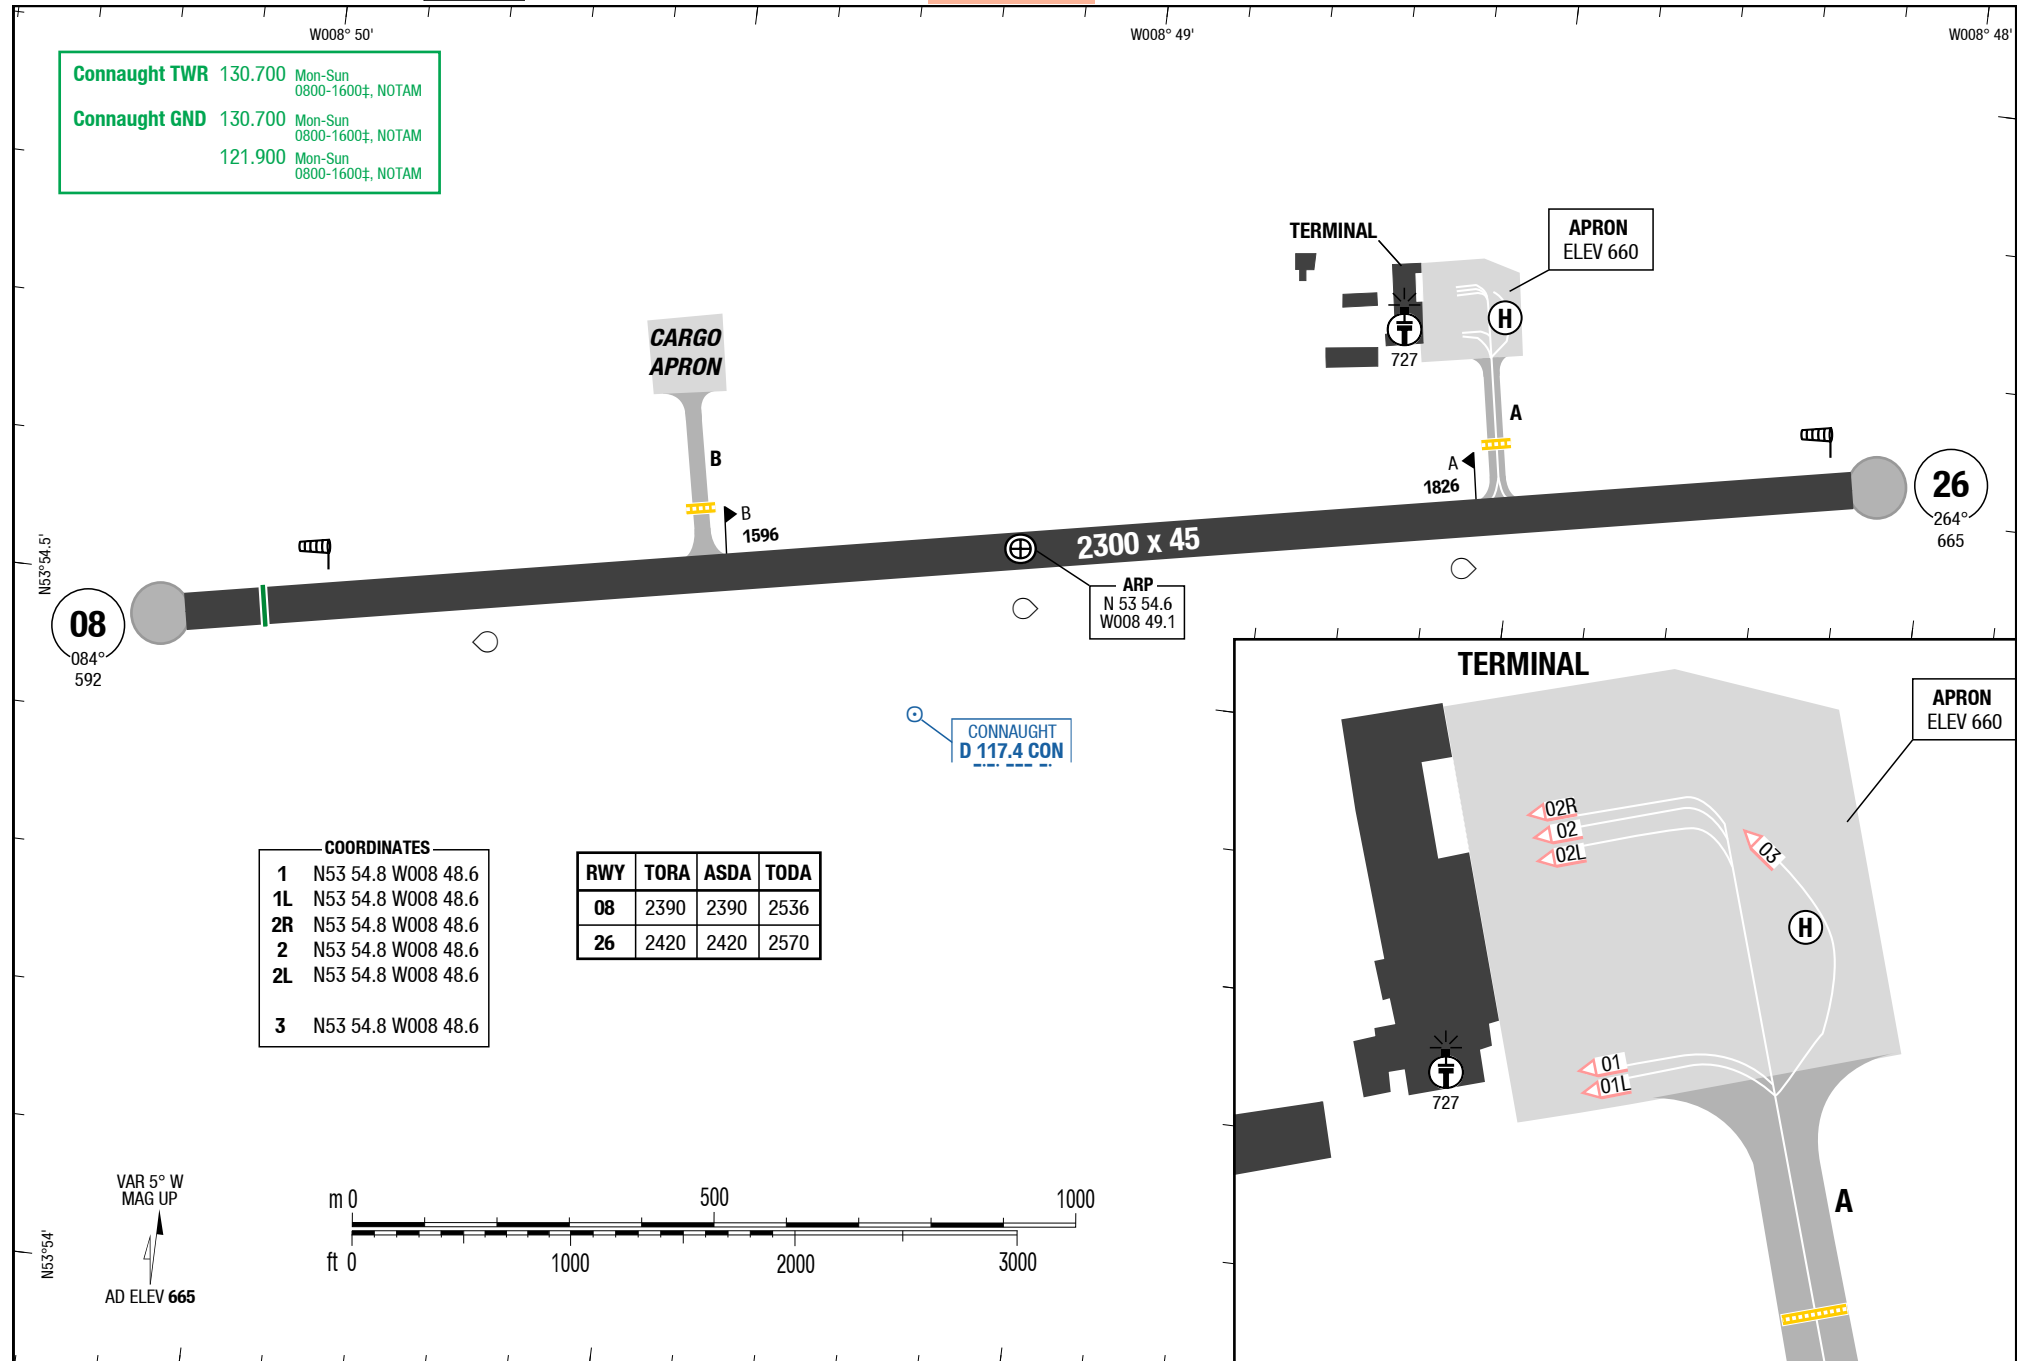 W008° 50'
W008° 49'
W008° 48'
Connaught TWR 130.700 Mon-Sun
0800-1600‡, NOTAM
Connaught GND 130.700 Mon-Sun
0800-1600‡, NOTAM
121.900 Mon-Sun
0800-1600‡, NOTAM
TERMINAL
APRON
ELEV 660
H
727
CARGO
APRON
A
B
A
1826
B
1596
26
264°
665
2300 x 45
N53°54.5'
ARP
N 53 54.6
W008 49.1
08
084°
592
CONNAUGHT
D 117.4 CON
TERMINAL
APRON
ELEV 660
02R
02
02L
03
H
01
01L
727
A
COORDINATES
1 N53 54.8 W008 48.6
1L N53 54.8 W008 48.6
2R N53 54.8 W008 48.6
2 N53 54.8 W008 48.6
2L N53 54.8 W008 48.6
3 N53 54.8 W008 48.6
RWY TORA ASDA TODA
08 2390 2390 2536
26 2420 2420 2570
VAR 5° W
MAG UP
AD ELEV 665
N53°54'
m 0 500 1000
ft 0 1000 2000 3000